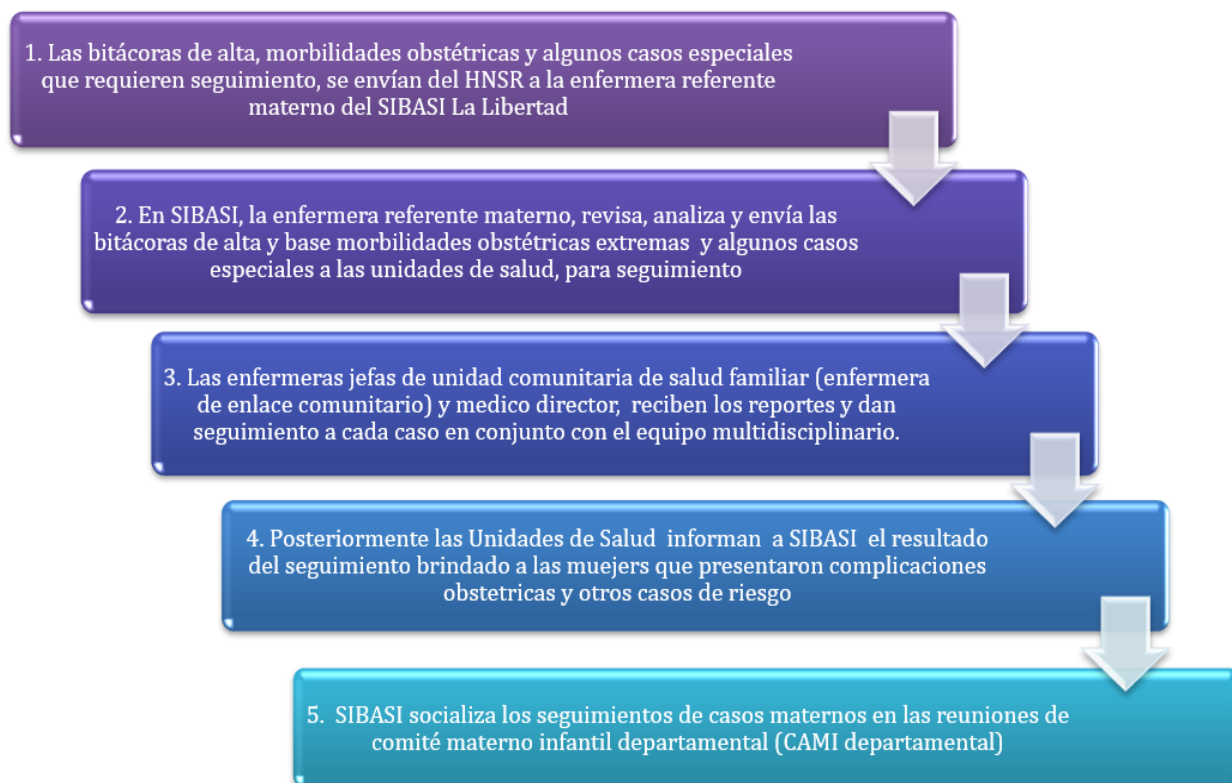 1. Las bitácoras de alta, morbilidades obstétricas y algunos casos especiales
que requieren seguimiento, se envían del HNSR a la enfermera referente
materno del SIBASI La Libertad
2. En SIBASI, la enfermera referente materno, revisa, analiza y envía las
bitácoras de alta y base morbilidades obstétricas extremas y algunos casos
especiales a las unidades de salud, para seguimiento
3. Las enfermeras jefas de unidad comunitaria de salud familiar (enfermera
de enlace comunitario) y medico director, reciben los reportes y dan
seguimiento a cada caso en conjunto con el equipo multidisciplinario.
4. Posteriormente las Unidades de Salud informan a SIBASI el resultado
del seguimiento brindado a las muejers que presentaron complicaciones
obstetricas y otros casos de riesgo
5. SIBASI socializa los seguimientos de casos maternos en las reuniones de
comité materno infantil departamental (CAMI departamental)